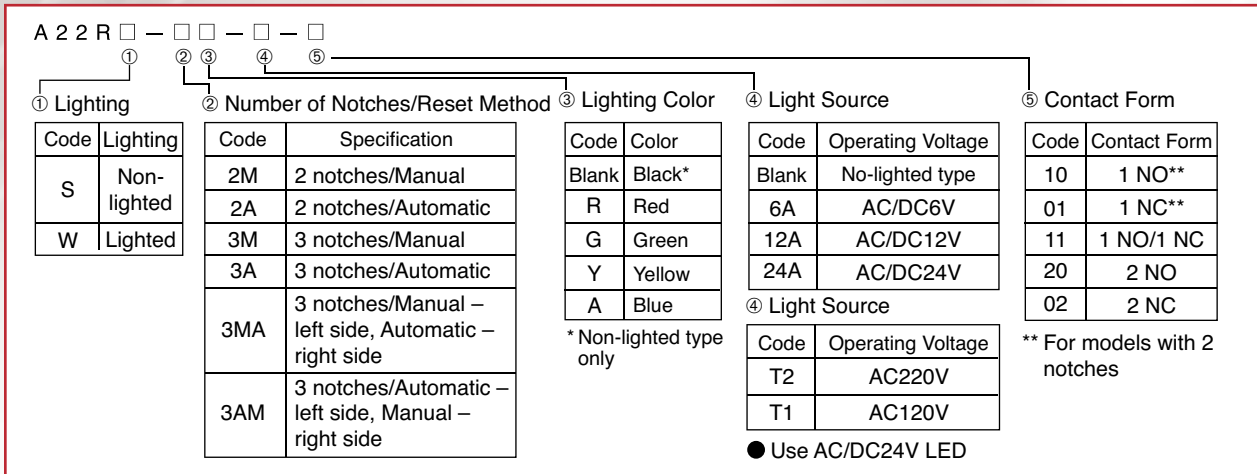 A 2 2 R □ — □ □ — □ — □
① ② ③ ④ ⑤
① Lighting
Code Lighting
S Non-lighted
W Lighted
② Number of Notches/Reset Method
Code Specification
2M 2 notches/Manual
2A 2 notches/Automatic
3M 3 notches/Manual
3A 3 notches/Automatic
3MA 3 notches/Manual –
left side, Automatic –
right side
3AM 3 notches/Automatic –
left side, Manual –
right side
③ Lighting Color
Code Color
Blank Black*
R Red
G Green
Y Yellow
A Blue
* Non-lighted type
only
④ Light Source
Code Operating Voltage
Blank No-lighted type
6A AC/DC6V
12A AC/DC12V
24A AC/DC24V
④ Light Source
Code Operating Voltage
T2 AC220V
T1 AC120V
● Use AC/DC24V LED
⑤ Contact Form
Code Contact Form
10 1 NO**
01 1 NC**
11 1 NO/1 NC
20 2 NO
02 2 NC
** For models with 2
notches